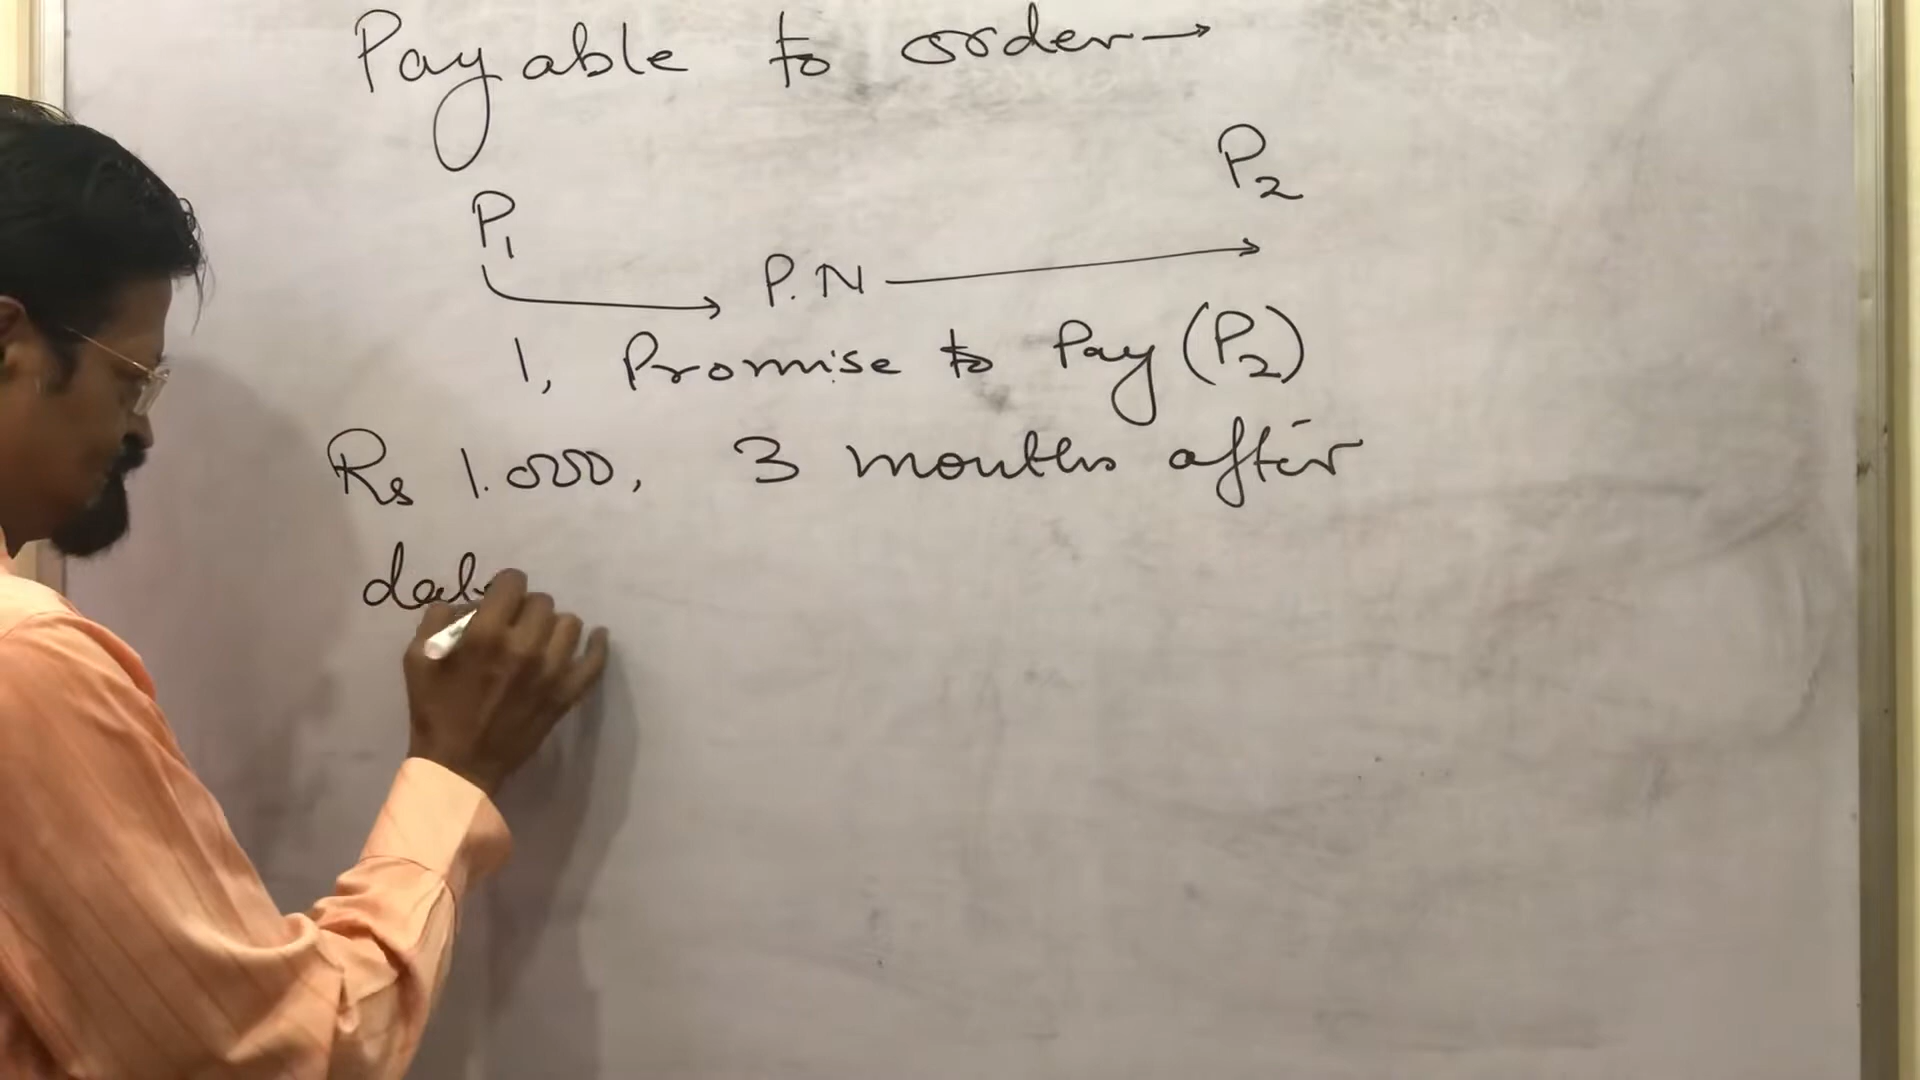 Payable to order →
P2
P1
P.N
1, Promise to Pay (P2)
Rs 1.000, 3 months after